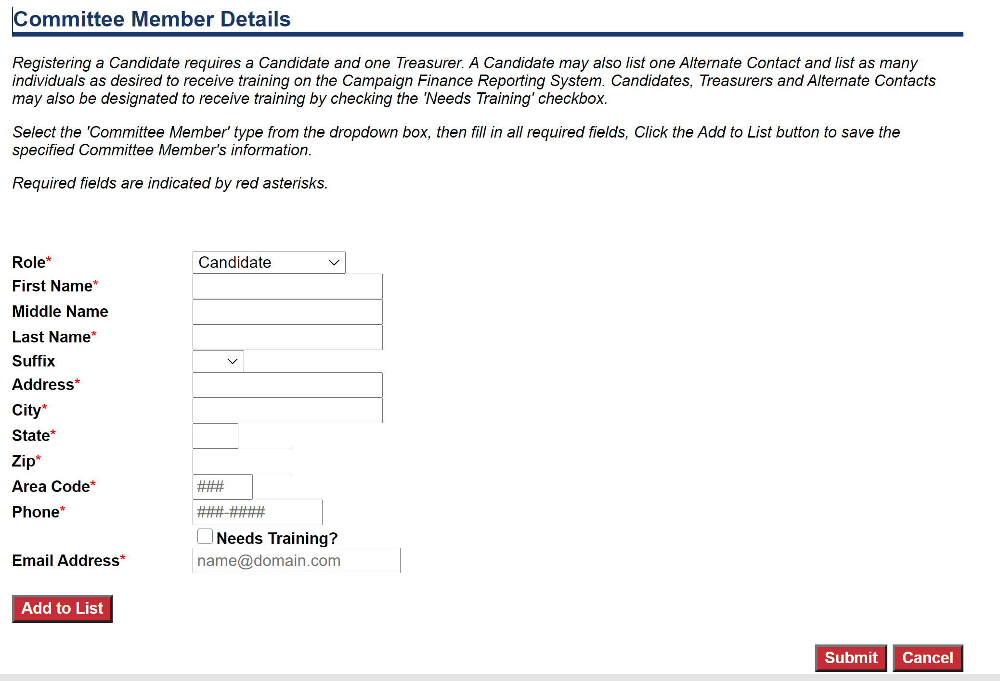 Committee Member Details
Registering a Candidate requires a Candidate and one Treasurer. A Candidate may also list one Alternate Contact and list as many
individuals as desired to receive training on the Campaign Finance Reporting System. Candidates, Treasurers and Alternate Contacts
may also be designated to receive training by checking the 'Needs Training' checkbox.
Select the 'Committee Member' type from the dropdown box, then fill in all required fields, Click the Add to List button to save the
specified Committee Member's information.
Required fields are indicated by red asterisks.
Role* Candidate
First Name*
Middle Name
Last Name*
Suffix
Address*
City*
State*
Zip*
Area Code* ###
Phone* ###-####
Needs Training?
Email Address* name@domain.com
Add to List
Submit Cancel